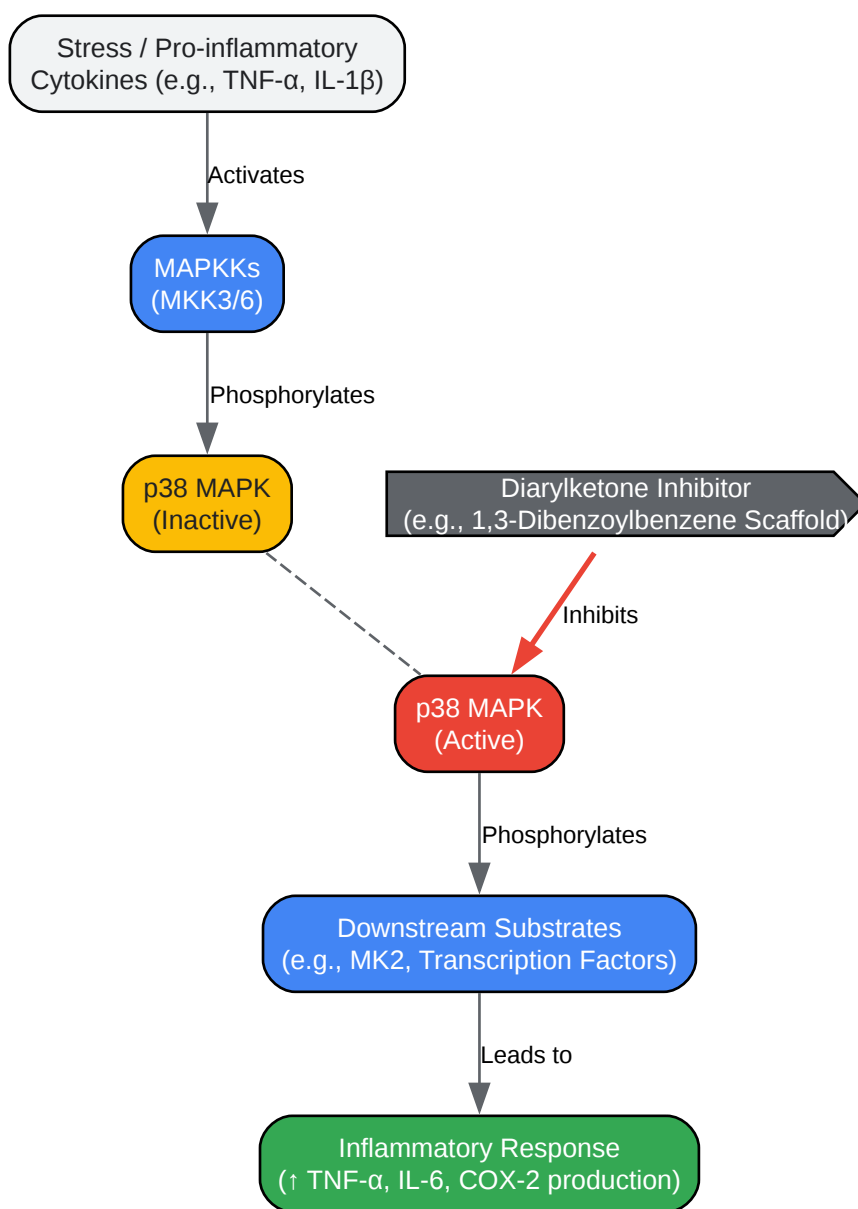 Stress / Pro-inflammatory
Cytokines (e.g., TNF-α, IL-1β)
Activates
MAPKKs
(MKK3/6)
Phosphorylates
p38 MAPK
(Inactive)
Diarylketone Inhibitor
(e.g., 1,3-Dibenzoylbenzene Scaffold)
Inhibits
p38 MAPK
(Active)
Phosphorylates
Downstream Substrates
(e.g., MK2, Transcription Factors)
Leads to
Inflammatory Response
(↑ TNF-α, IL-6, COX-2 production)